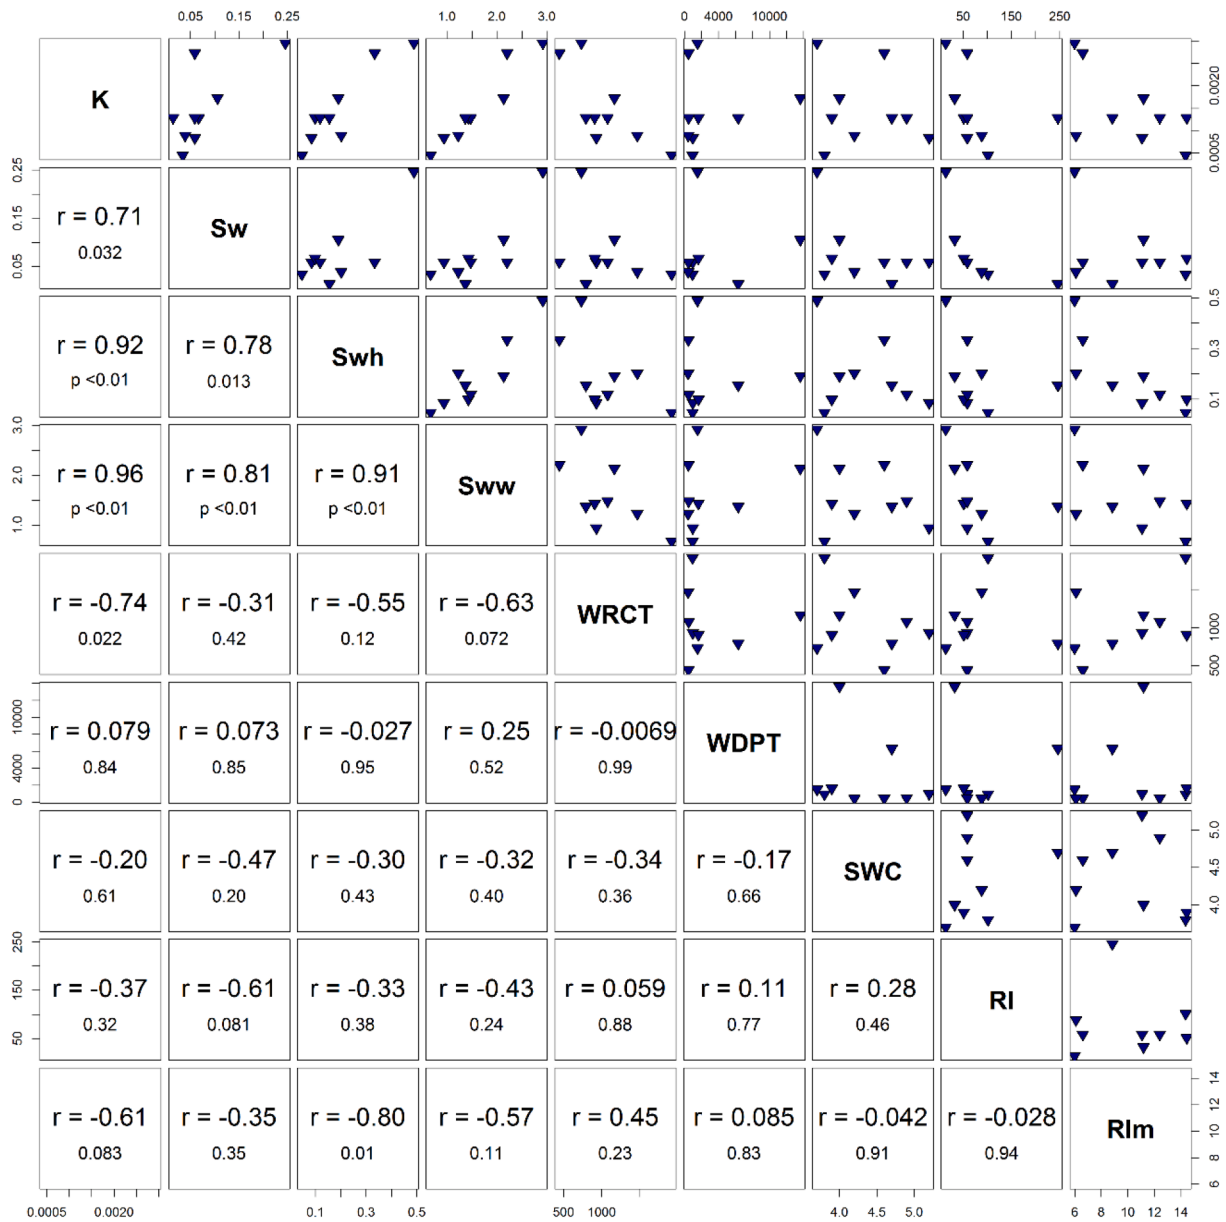 0.05 0.15 0.25 1.0 2.0 3.0 0 4000 10000 50 150 250
K 0.0005 0.0020
0.05 0.15 0.25 r = 0.71 Sw
0.032
r = 0.92 r = 0.78 Swh 0.1 0.3 0.5
p <0.01 0.013
1.0 2.0 3.0 r = 0.96 r = 0.81 r = 0.91 Sww
p <0.01 p <0.01 p <0.01
r = -0.74 r = -0.31 r = -0.55 r = -0.63 WRCT 500 1000
0.022 0.42 0.12 0.072
0 4000 10000 r = 0.079 r = 0.073 r = -0.027 r = 0.25 r = -0.0069 WDPT
0.84 0.85 0.95 0.52 0.99
r = -0.20 r = -0.47 r = -0.30 r = -0.32 r = -0.34 r = -0.17 SWC 4.0 4.5 5.0
0.61 0.20 0.43 0.40 0.36 0.66
50 150 250 r = -0.37 r = -0.61 r = -0.33 r = -0.43 r = 0.059 r = 0.11 r = 0.28 RI
0.32 0.081 0.38 0.24 0.88 0.77 0.46
r = -0.61 r = -0.35 r = -0.80 r = -0.57 r = 0.45 r = 0.085 r = -0.042 r = -0.028 RIm 6 8 10 12 14
0.083 0.35 0.01 0.11 0.23 0.83 0.91 0.94
0.0005 0.0020 0.1 0.3 0.5 500 1000 4.0 4.5 5.0 6 8 10 12 14